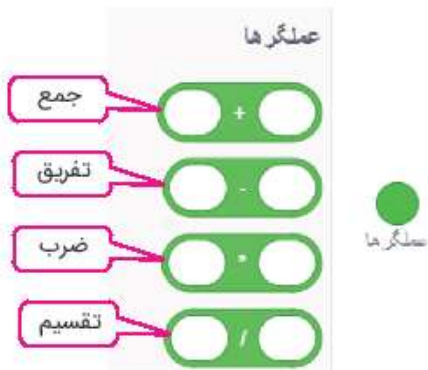 عملگرها
جمع
+
تفریق
-
ضرب
*
تقسیم
/
عملگرها